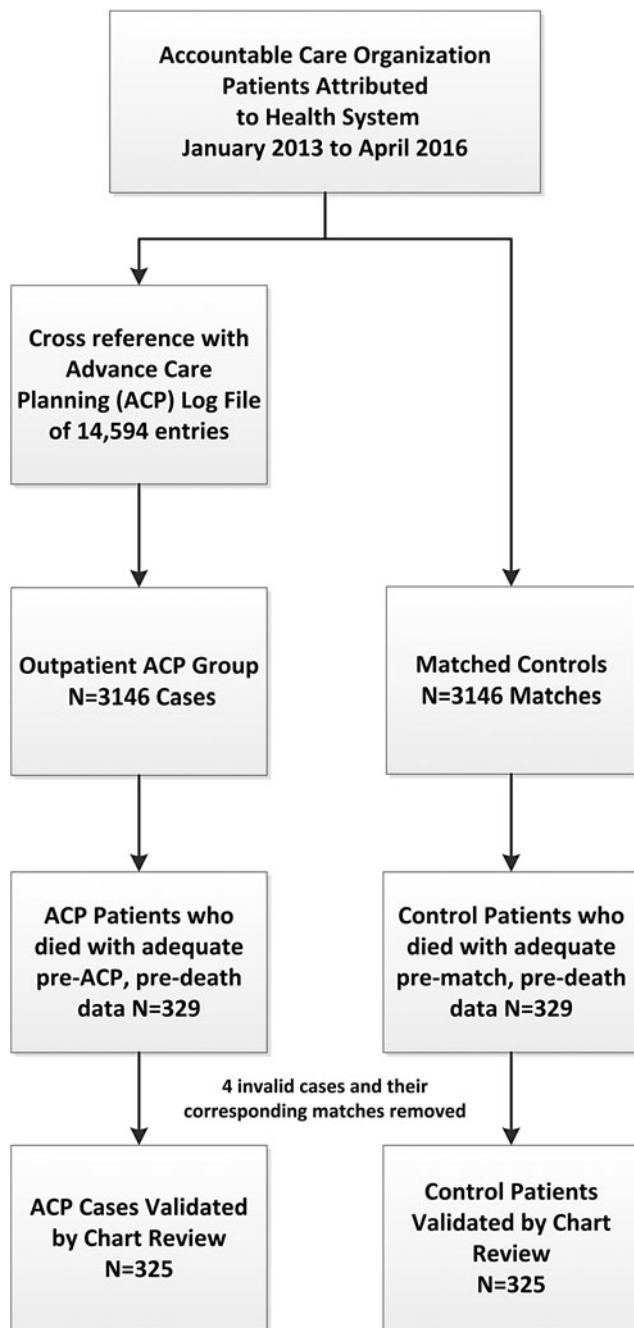 Accountable Care Organization
Patients Attributed
to Health System
January 2013 to April 2016
Cross reference with
Advance Care
Planning (ACP) Log File
of 14,594 entries
Outpatient ACP Group
N=3146 Cases
Matched Controls
N=3146 Matches
ACP Patients who
died with adequate
pre-ACP, pre-death
data N=329
Control Patients who
died with adequate
pre-match, pre-death
data N=329
4 invalid cases and their
corresponding matches removed
ACP Cases Validated
by Chart Review
N=325
Control Patients
Validated by Chart
Review
N=325